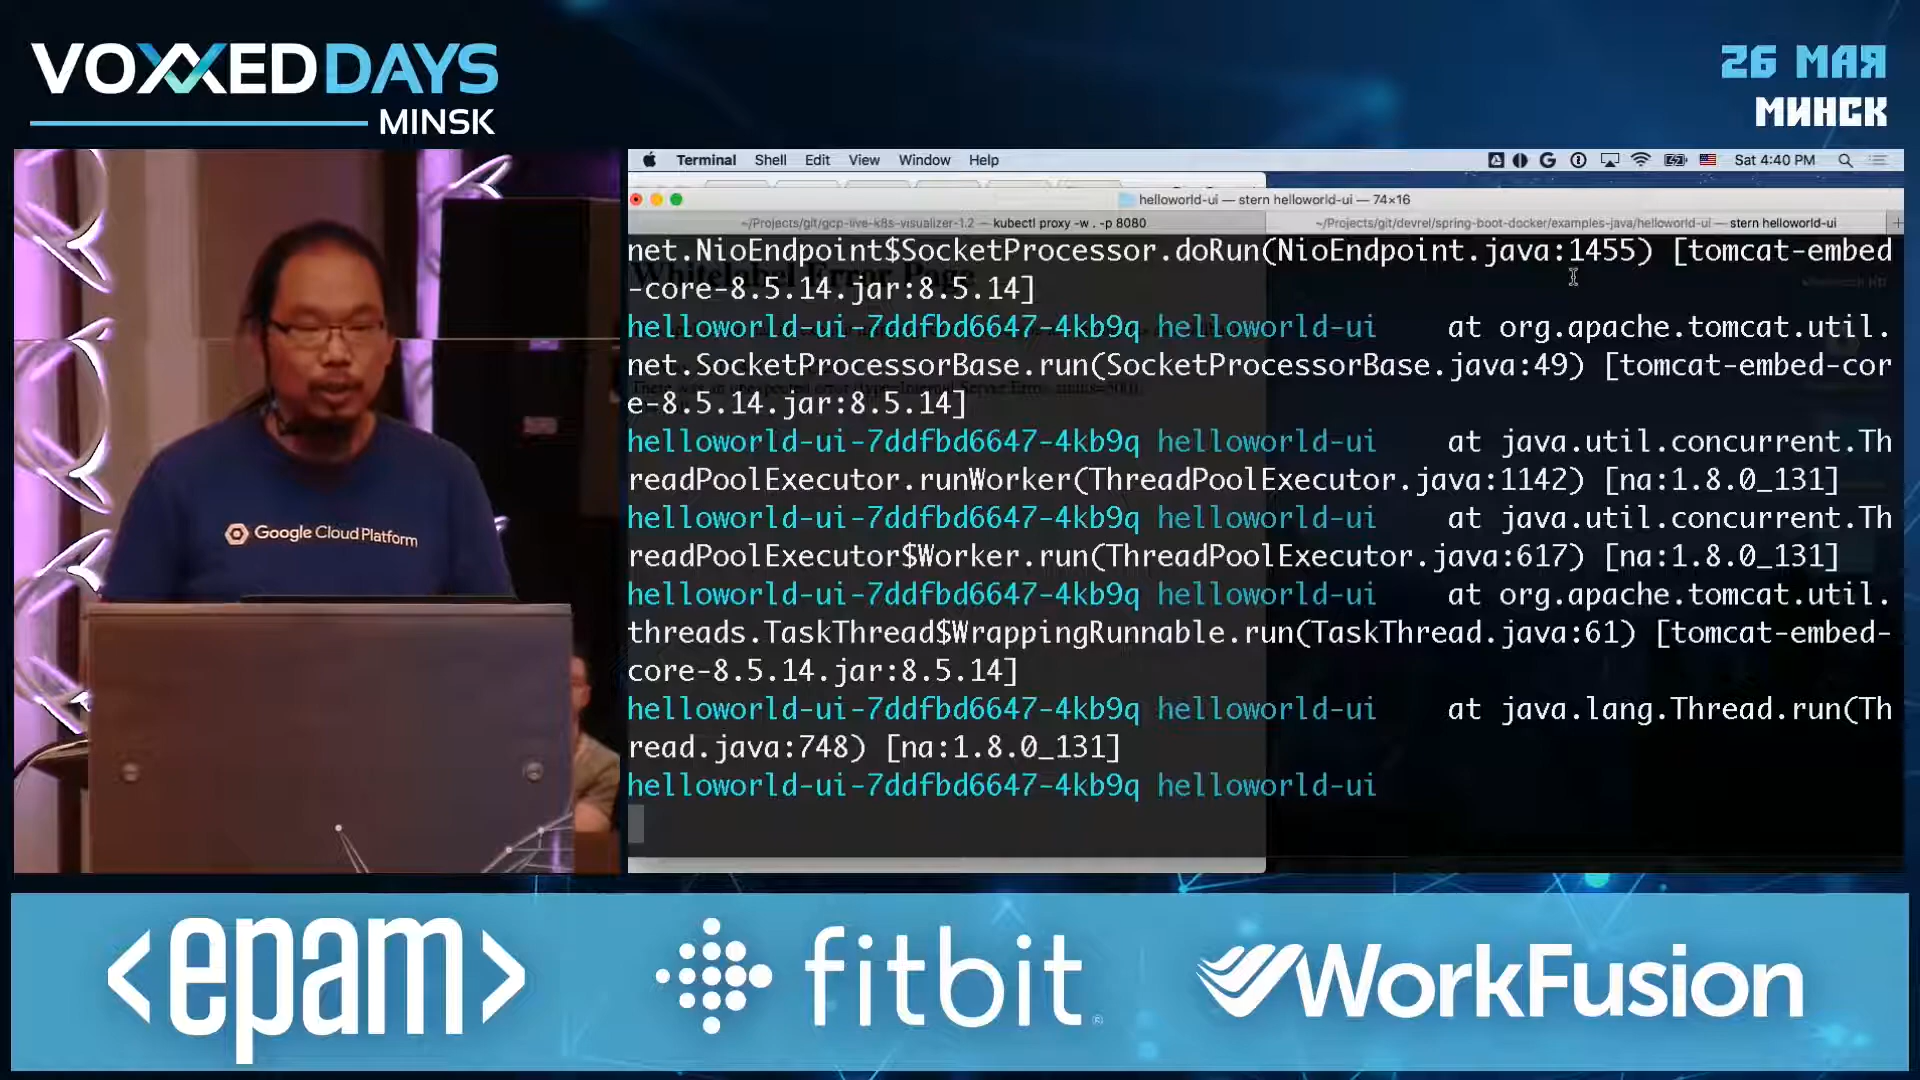 VOXXEDDAYS
MINSK
26 МАЯ
МИНСК
Terminal Shell Edit View Window Help
Sat 4:40 PM
helloworld-ui — stern helloworld-ui — 74×16
~/Projects/git/gcp-live-k8s-visualizer-1.2 — kubectl proxy -w . -p 8080
~/Projects/git/devrel/spring-boot-docker/examples-java/helloworld-ui — stern helloworld-ui
Whitelabel Error Page
net.NioEndpoint$SocketProcessor.doRun(NioEndpoint.java:1455) [tomcat-embed
-core-8.5.14.jar:8.5.14]
helloworld-ui-7ddfbd6647-4kb9q helloworld-ui at org.apache.tomcat.util.
net.SocketProcessorBase.run(SocketProcessorBase.java:49) [tomcat-embed-cor
e-8.5.14.jar:8.5.14]
helloworld-ui-7ddfbd6647-4kb9q helloworld-ui at java.util.concurrent.Th
readPoolExecutor.runWorker(ThreadPoolExecutor.java:1142) [na:1.8.0_131]
helloworld-ui-7ddfbd6647-4kb9q helloworld-ui at java.util.concurrent.Th
readPoolExecutor$Worker.run(ThreadPoolExecutor.java:617) [na:1.8.0_131]
helloworld-ui-7ddfbd6647-4kb9q helloworld-ui at org.apache.tomcat.util.
threads.TaskThread$WrappingRunnable.run(TaskThread.java:61) [tomcat-embed-
core-8.5.14.jar:8.5.14]
helloworld-ui-7ddfbd6647-4kb9q helloworld-ui at java.lang.Thread.run(Th
read.java:748) [na:1.8.0_131]
helloworld-ui-7ddfbd6647-4kb9q helloworld-ui
Google Cloud Platform
<epam>
fitbit
WorkFusion